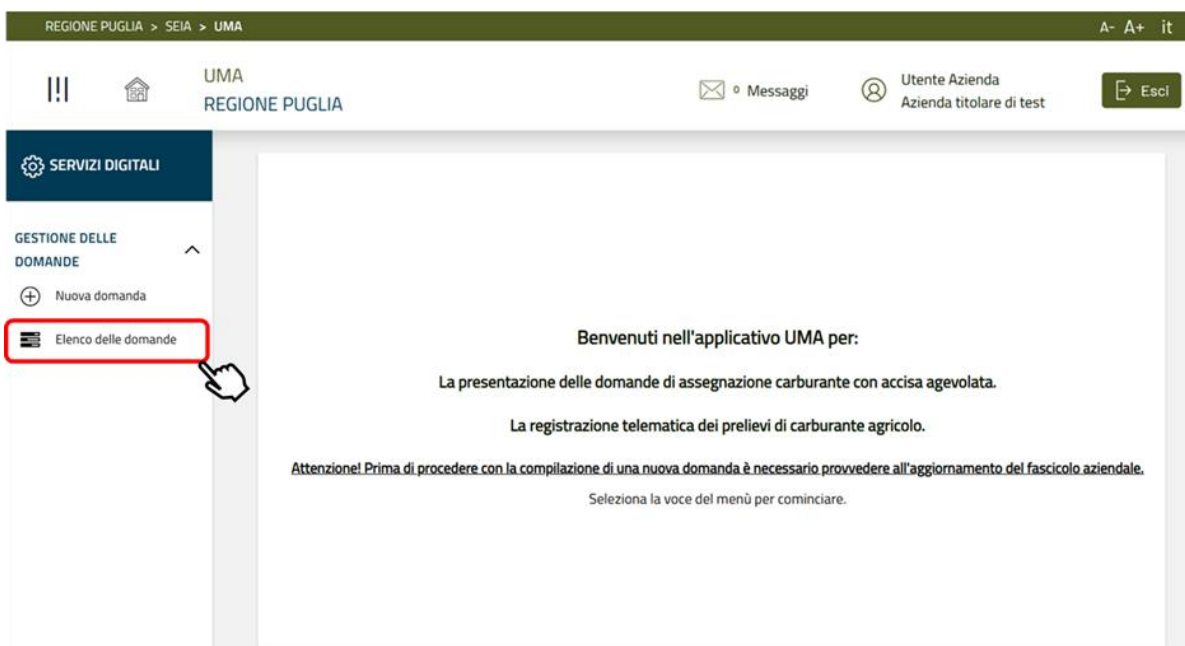 REGIONE PUGLIA > SEIA > UMA
A- A+ it
UMA
REGIONE PUGLIA
0 Messaggi
Utente Azienda
Azienda titolare di test
Esci
SERVIZI DIGITALI
GESTIONE DELLE
DOMANDE
Nuova domanda
Elenco delle domande
Benvenuti nell'applicativo UMA per:
La presentazione delle domande di assegnazione carburante con accisa agevolata.
La registrazione telematica dei prelievi di carburante agricolo.
Attenzione! Prima di procedere con la compilazione di una nuova domanda è necessario provvedere all'aggiornamento del fascicolo aziendale.
Seleziona la voce del menù per cominciare.